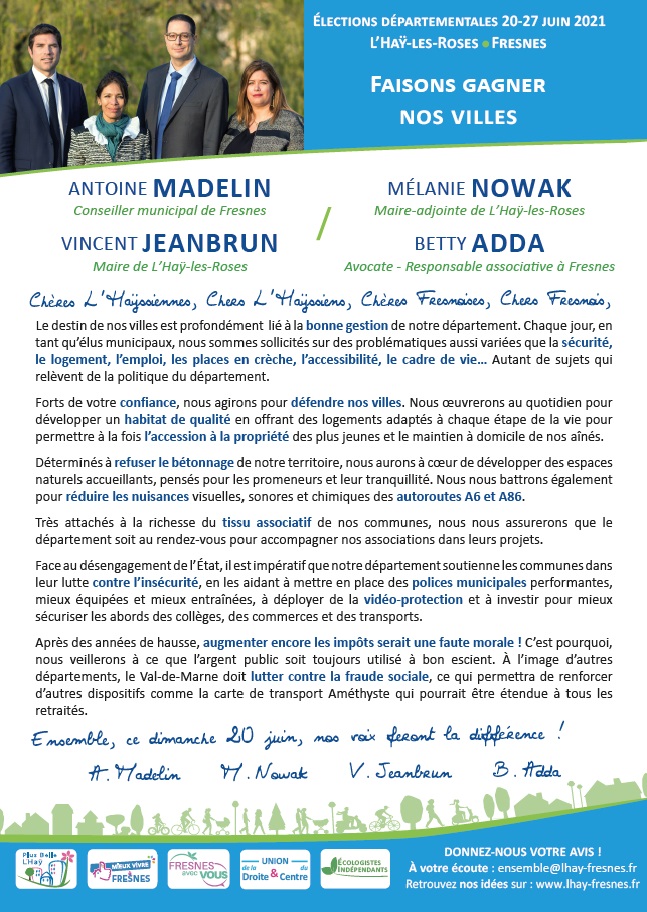 ÉLECTIONS DÉPARTEMENTALES 20-27 JUIN 2021
L'HAŸ-LES-ROSES • FRESNES
FAISONS GAGNER
NOS VILLES
ANTOINE MADELIN
Conseiller municipal de Fresnes
VINCENT JEANBRUN
Maire de L'Haÿ-les-Roses
/
MÉLANIE NOWAK
Maire-adjointe de L'Haÿ-les-Roses
BETTY ADDA
Avocate - Responsable associative à Fresnes
Chères L'Haÿssiennes, Chers L'Haÿssiens, Chères Fresnoises, Chers Fresnois,
Le destin de nos villes est profondément lié à la bonne gestion de notre département. Chaque jour, en
tant qu'élus municipaux, nous sommes sollicités sur des problématiques aussi variées que la sécurité,
le logement, l'emploi, les places en crèche, l'accessibilité, le cadre de vie... Autant de sujets qui
relèvent de la politique du département.
Forts de votre confiance, nous agirons pour défendre nos villes. Nous œuvrerons au quotidien pour
développer un habitat de qualité en offrant des logements adaptés à chaque étape de la vie pour
permettre à la fois l'accession à la propriété des plus jeunes et le maintien à domicile de nos aînés.
Déterminés à refuser le bétonnage de notre territoire, nous aurons à cœur de développer des espaces
naturels accueillants, pensés pour les promeneurs et leur tranquillité. Nous nous battrons également
pour réduire les nuisances visuelles, sonores et chimiques des autoroutes A6 et A86.
Très attachés à la richesse du tissu associatif de nos communes, nous nous assurerons que le
département soit au rendez-vous pour accompagner nos associations dans leurs projets.
Face au désengagement de l'État, il est impératif que notre département soutienne les communes dans
leur lutte contre l'insécurité, en les aidant à mettre en place des polices municipales performantes,
mieux équipées et mieux entraînées, à déployer de la vidéo-protection et à investir pour mieux
sécuriser les abords des collèges, des commerces et des transports.
Après des années de hausse, augmenter encore les impôts serait une faute morale ! C'est pourquoi,
nous veillerons à ce que l'argent public soit toujours utilisé à bon escient. À l'image d'autres
départements, le Val-de-Marne doit lutter contre la fraude sociale, ce qui permettra de renforcer
d'autres dispositifs comme la carte de transport Améthyste qui pourrait être étendue à tous les
retraités.
Ensemble, ce dimanche 20 juin, nos voix feront la différence !
A. Madelin M. Nowak V. Jeanbrun B. Adda
PLUS BELLE
L'HAŸ
MIEUX VIVRE
à FRESNES
FRESNES
avec VOUS
UNION
de la Droite & du Centre
ÉCOLOGISTES
INDÉPENDANTS
DONNEZ-NOUS VOTRE AVIS !
À votre écoute : ensemble@lhay-fresnes.fr
Retrouvez nos idées sur : www.lhay-fresnes.fr